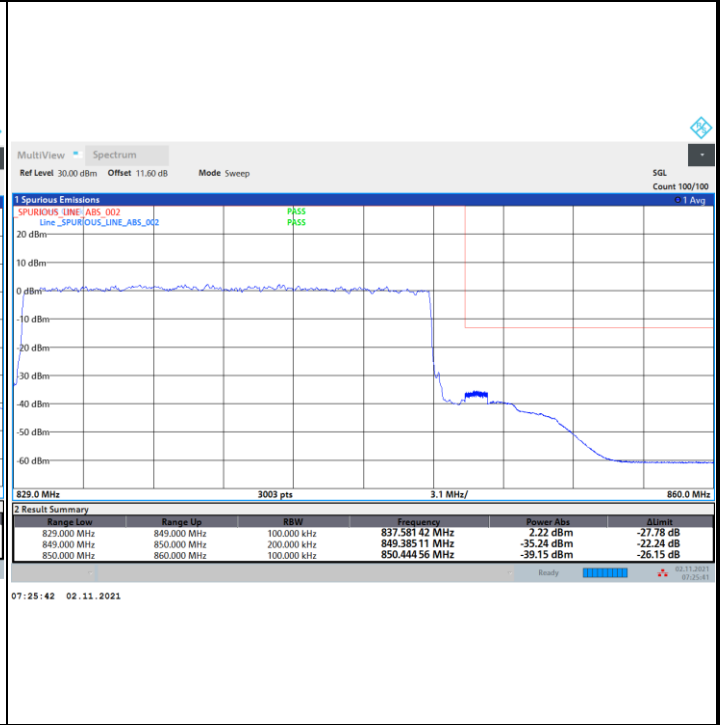 MultiView Spectrum
Ref Level 30.00 dBm Offset 11.60 dB Mode Sweep SGL
Count 100/100
1 Spurious Emissions 1 Avg
_SPURIOUS_LINE_ABS_002 PASS
Line _SPURIOUS_LINE_ABS_002 PASS
20 dBm
10 dBm
0 dBm
-10 dBm
-20 dBm
-30 dBm
-40 dBm
-50 dBm
-60 dBm
829.0 MHz 3003 pts 3.1 MHz/ 860.0 MHz
2 Result Summary
Range Low Range Up RBW Frequency Power Abs ΔLimit
829.000 MHz 849.000 MHz 100.000 kHz 837.581 42 MHz 2.22 dBm -27.78 dB
849.000 MHz 850.000 MHz 200.000 kHz 849.385 11 MHz -35.24 dBm -22.24 dB
850.000 MHz 860.000 MHz 100.000 kHz 850.444 56 MHz -39.15 dBm -26.15 dB
Ready 02.11.2021
07:25:41
07:25:42 02.11.2021